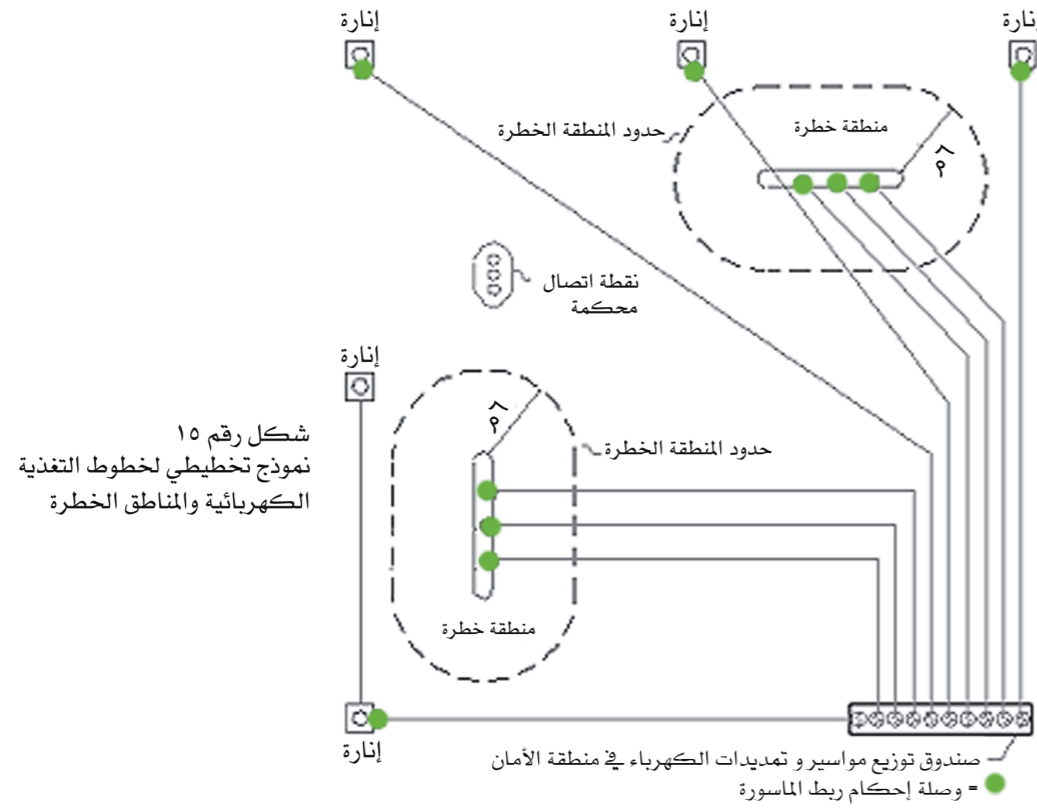 إنارة
إنارة
إنارة
حدود المنطقة الخطرة
منطقة خطرة
٦م
نقطة اتصال
محكمة
إنارة
٦م
حدود المنطقة الخطرة
منطقة خطرة
شكل رقم ١٥
نموذج تخطيطي لخطوط التغذية
الكهربائية والمناطق الخطرة
إنارة
صندوق توزيع مواسير و تمديدات الكهرباء في منطقة الأمان
= وصلة إحكام ربط الماسورة